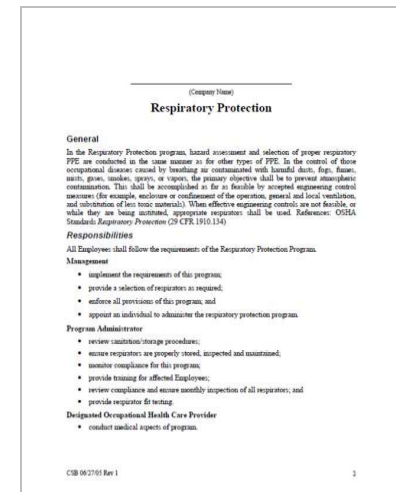 (Company Name)
Respiratory Protection
General
In the Respiratory Protection program, hazard assessment and selection of proper respiratory
PPE are conducted in the same manner as for other types of PPE. In the control of those
occupational diseases caused by breathing air contaminated with harmful dusts, fogs, fumes,
mists, gases, smokes, sprays, or vapors, the primary objective shall be to prevent atmospheric
contamination. This shall be accomplished as far as feasible by accepted engineering control
measures (for example, enclosure or confinement of the operation, general and local ventilation,
and substitution of less toxic materials). When effective engineering controls are not feasible, or
while they are being instituted, appropriate respirators shall be used. References: OSHA
Standards Respiratory Protection (29 CFR 1910.134)
Responsibilities
All Employees shall follow the requirements of the Respiratory Protection Program.
Management
• implement the requirements of this program;
• provide a selection of respirators as required;
• enforce all provisions of this program; and
• appoint an individual to administer the respiratory protection program.
Program Administrator
• review sanitation/storage procedures;
• ensure respirators are properly stored, inspected and maintained;
• monitor compliance for this program;
• provide training for affected Employees;
• review compliance and ensure monthly inspection of all respirators; and
• provide respirator fit testing.
Designated Occupational Health Care Provider
• conduct medical aspects of program.
CSB 06/27/05 Rev 1